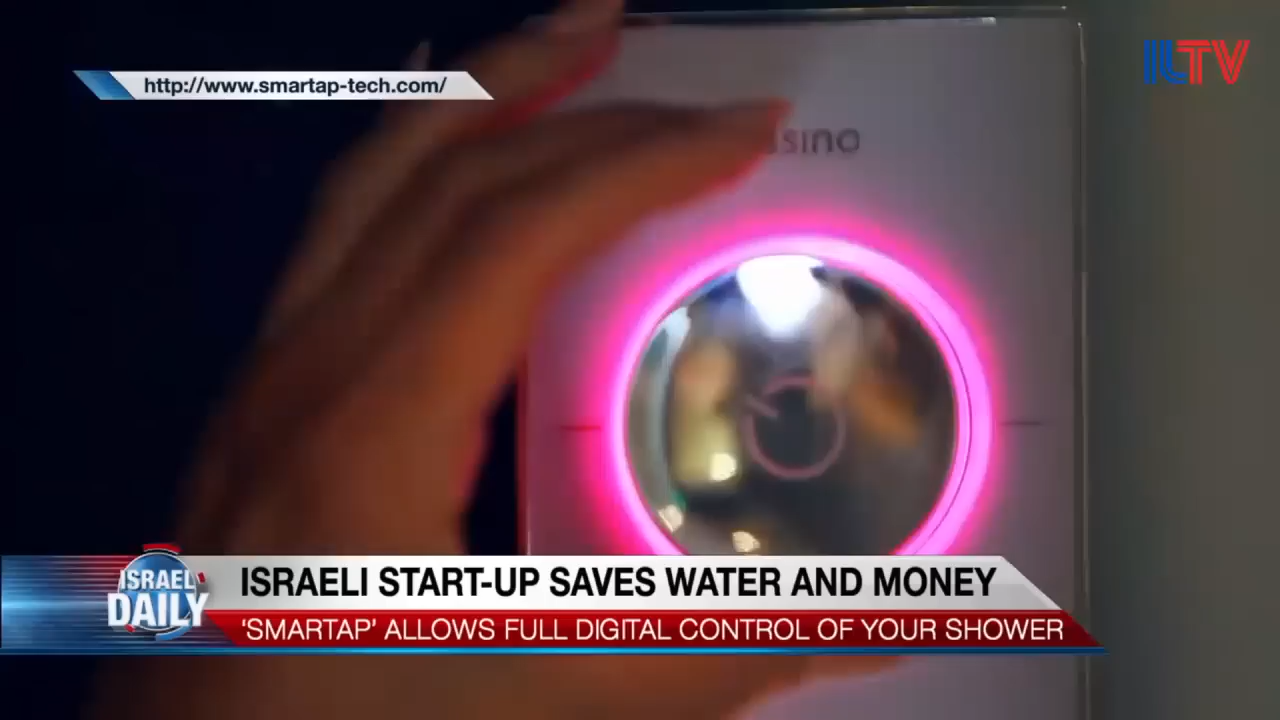 http://www.smartap-tech.com/
ILTV
ISRAELI START-UP SAVES WATER AND MONEY
ISRAEL DAILY
'SMARTAP' ALLOWS FULL DIGITAL CONTROL OF YOUR SHOWER